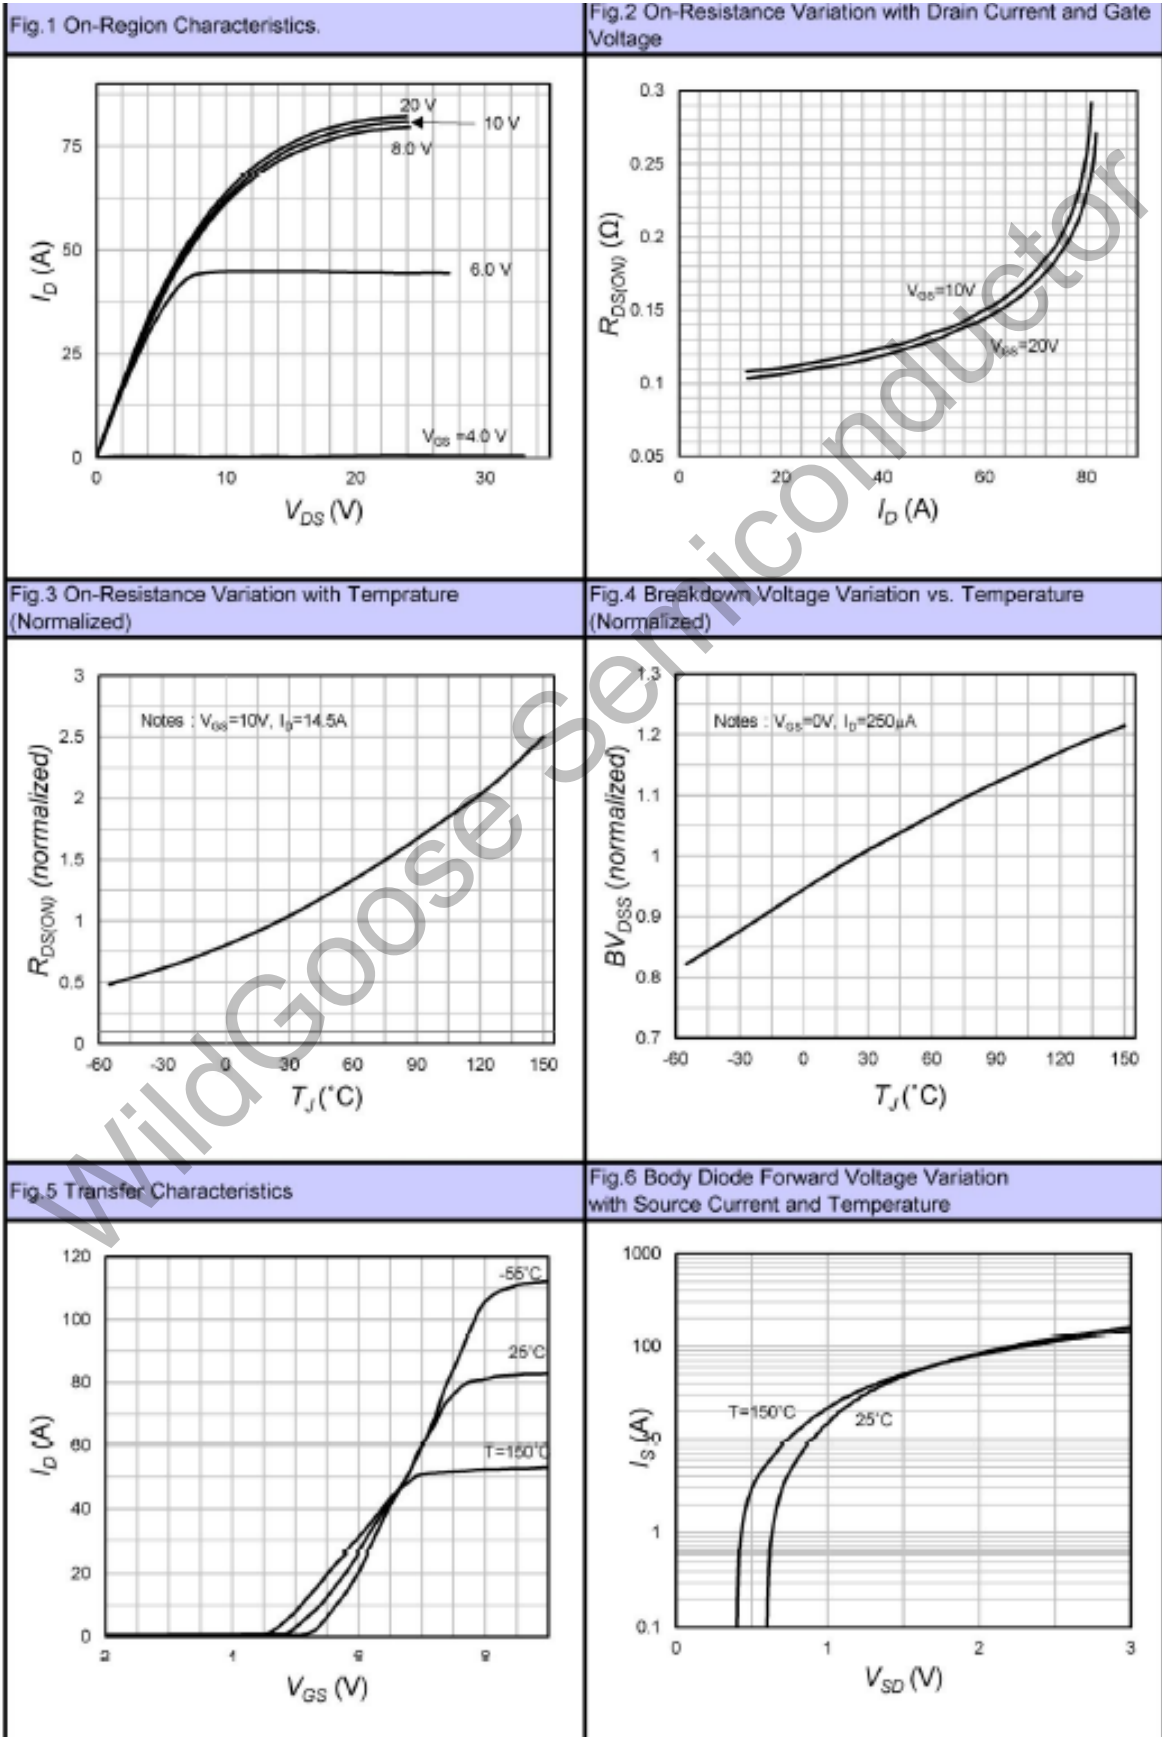 Fig.1 On-Region Characteristics.
Fig.2 On-Resistance Variation with Drain Current and Gate
Voltage
75
50
25
0
0
10
20
30
20 V
10 V
8.0 V
6.0 V
VGS =4.0 V
ID (A)
VDS (V)
0.3
0.25
0.2
0.15
0.1
0.05
0
20
40
60
80
VGS=10V
VGS=20V
RDS(ON) (Ω)
ID (A)
Fig.3 On-Resistance Variation with Temprature
(Normalized)
Fig.4 Breakdown Voltage Variation vs. Temperature
(Normalized)
3
2.5
2
1.5
1
0.5
0
-60
-30
0
30
60
90
120
150
Notes : VGS=10V, ID=14.5A
RDS(ON) (normalized)
TJ (°C)
1.3
1.2
1.1
1
0.9
0.8
0.7
-60
-30
0
30
60
90
120
150
Notes : VGS=0V, ID=250μA
BVDSS (normalized)
TJ (°C)
Fig.5 Transfer Characteristics
Fig.6 Body Diode Forward Voltage Variation
with Source Current and Temperature
120
100
80
60
40
20
0
-55°C
25°C
T=150°C
ID (A)
VGS (V)
1000
100
10
1
0.1
0
1
2
3
T=150°C
25°C
IS (A)
VSD (V)
WildGoose Semiconductor